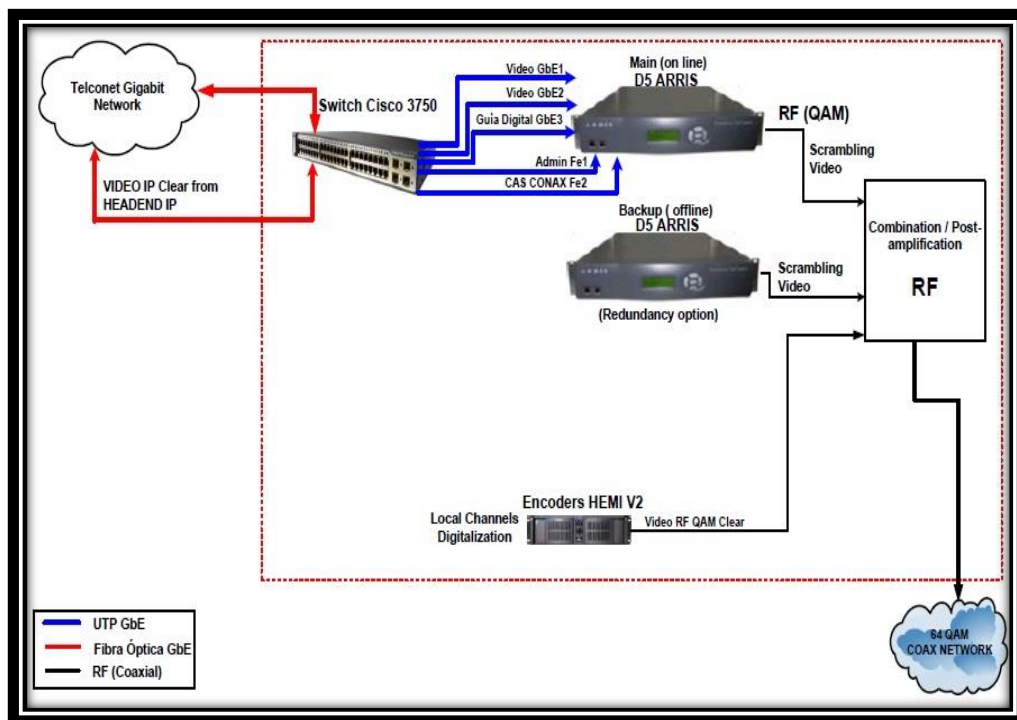 Telconet Gigabit
Network
Switch Cisco 3750
VIDEO IP Clear from
HEADEND IP
Video GbE1
Video GbE2
Guia Digital GbE3
Admin Fe1
CAS CONAX Fe2
Main (on line)
D5 ARRIS
RF (QAM)
Scrambling
Video
Backup ( offline)
D5 ARRIS
(Redundancy option)
Scrambling
Video
Combination / Post-
amplification
RF
Encoders HEMI V2
Local Channels
Digitalization
Video RF QAM Clear
UTP GbE
Fibra Óptica GbE
RF (Coaxial)
64 QAM
COAX NETWORK